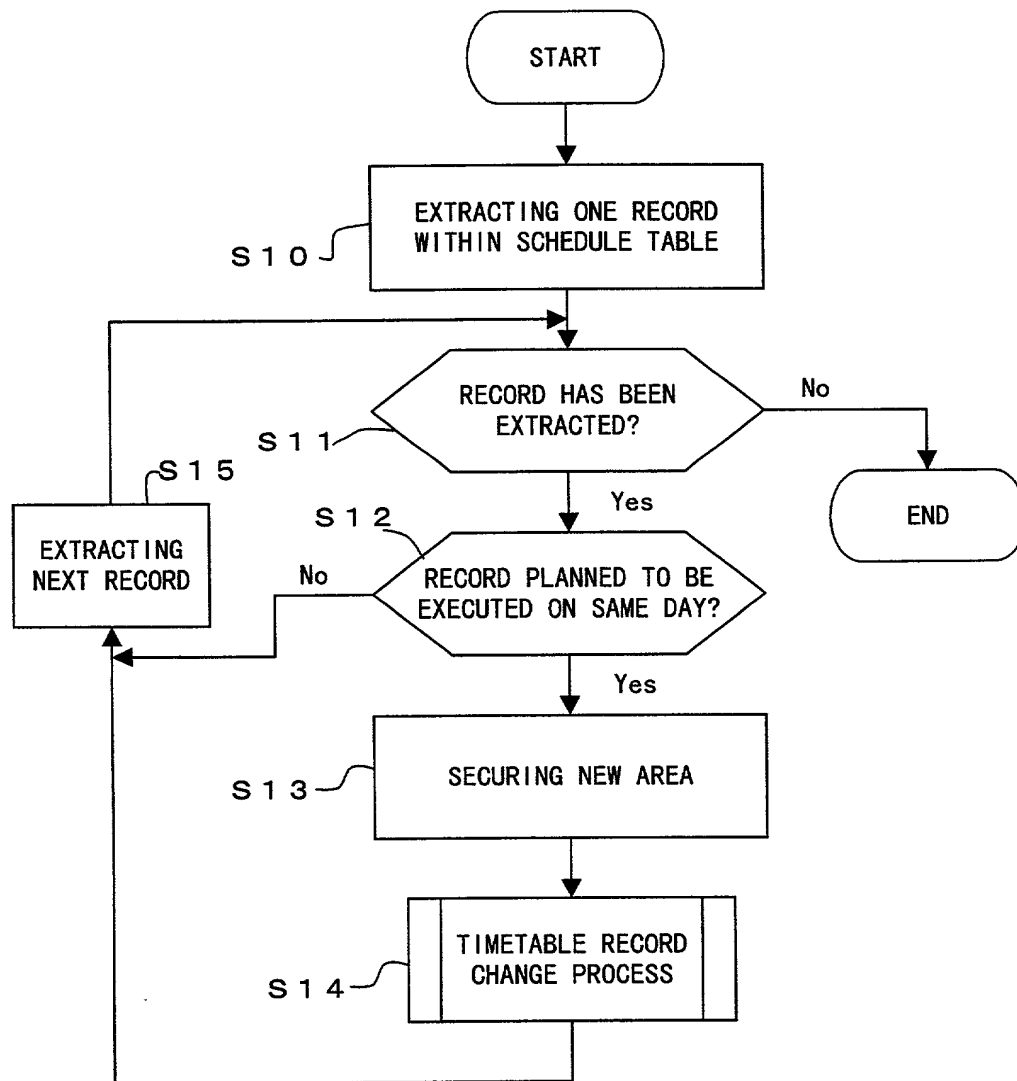 START
EXTRACTING ONE RECORD
WITHIN SCHEDULE TABLE
S10
RECORD HAS BEEN
EXTRACTED?
No
S11
S15
Yes
END
S12
EXTRACTING
NEXT RECORD
No
RECORD PLANNED TO BE
EXECUTED ON SAME DAY?
Yes
SECURING NEW AREA
S13
TIMETABLE RECORD
CHANGE PROCESS
S14